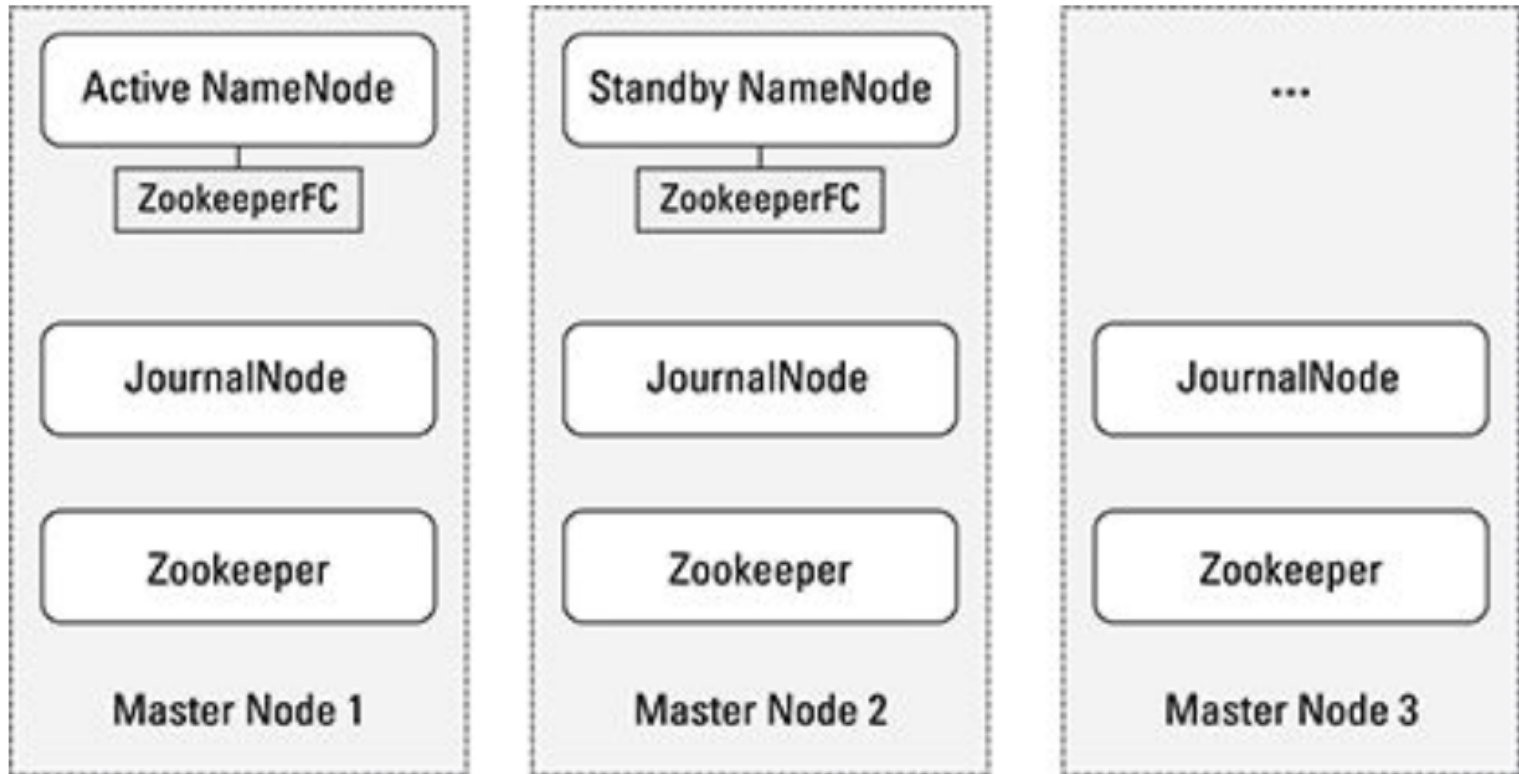 Active NameNode
ZookeeperFC
JournalNode
Zookeeper
Master Node 1
Standby NameNode
ZookeeperFC
JournalNode
Zookeeper
Master Node 2
...
JournalNode
Zookeeper
Master Node 3